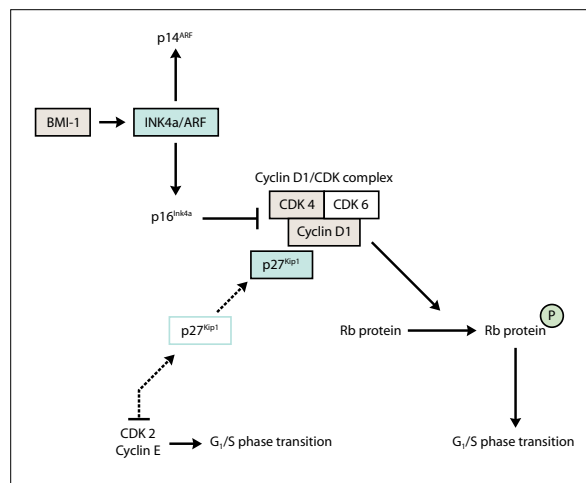 p14ARF
BMI-1
INK4a/ARF
Cyclin D1/CDK complex
CDK 4
CDK 6
p16Ink4a
Cyclin D1
p27Kip1
P
p27Kip1
Rb protein
Rb protein
CDK 2
Cyclin E
G1/S phase transition
G1/S phase transition